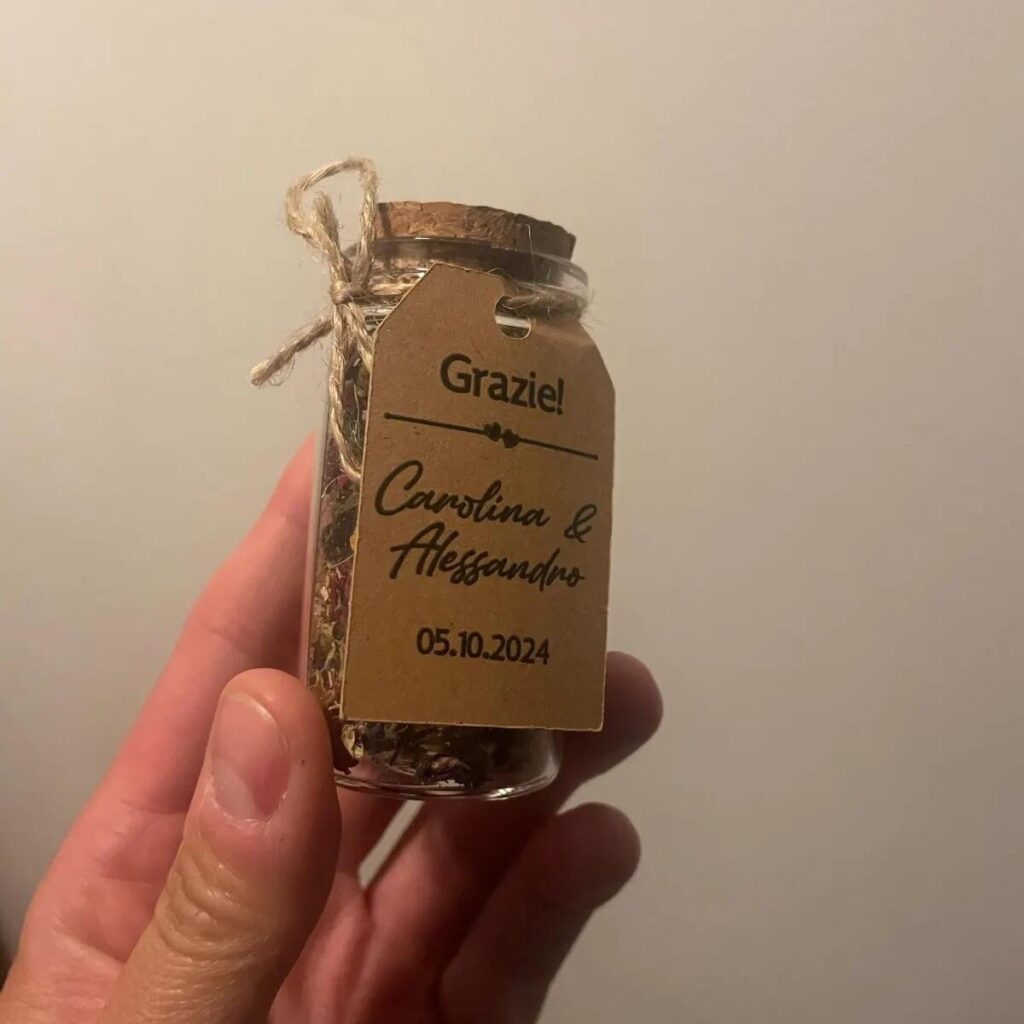 Grazie!
Carolina &
Alessandro
05.10.2024